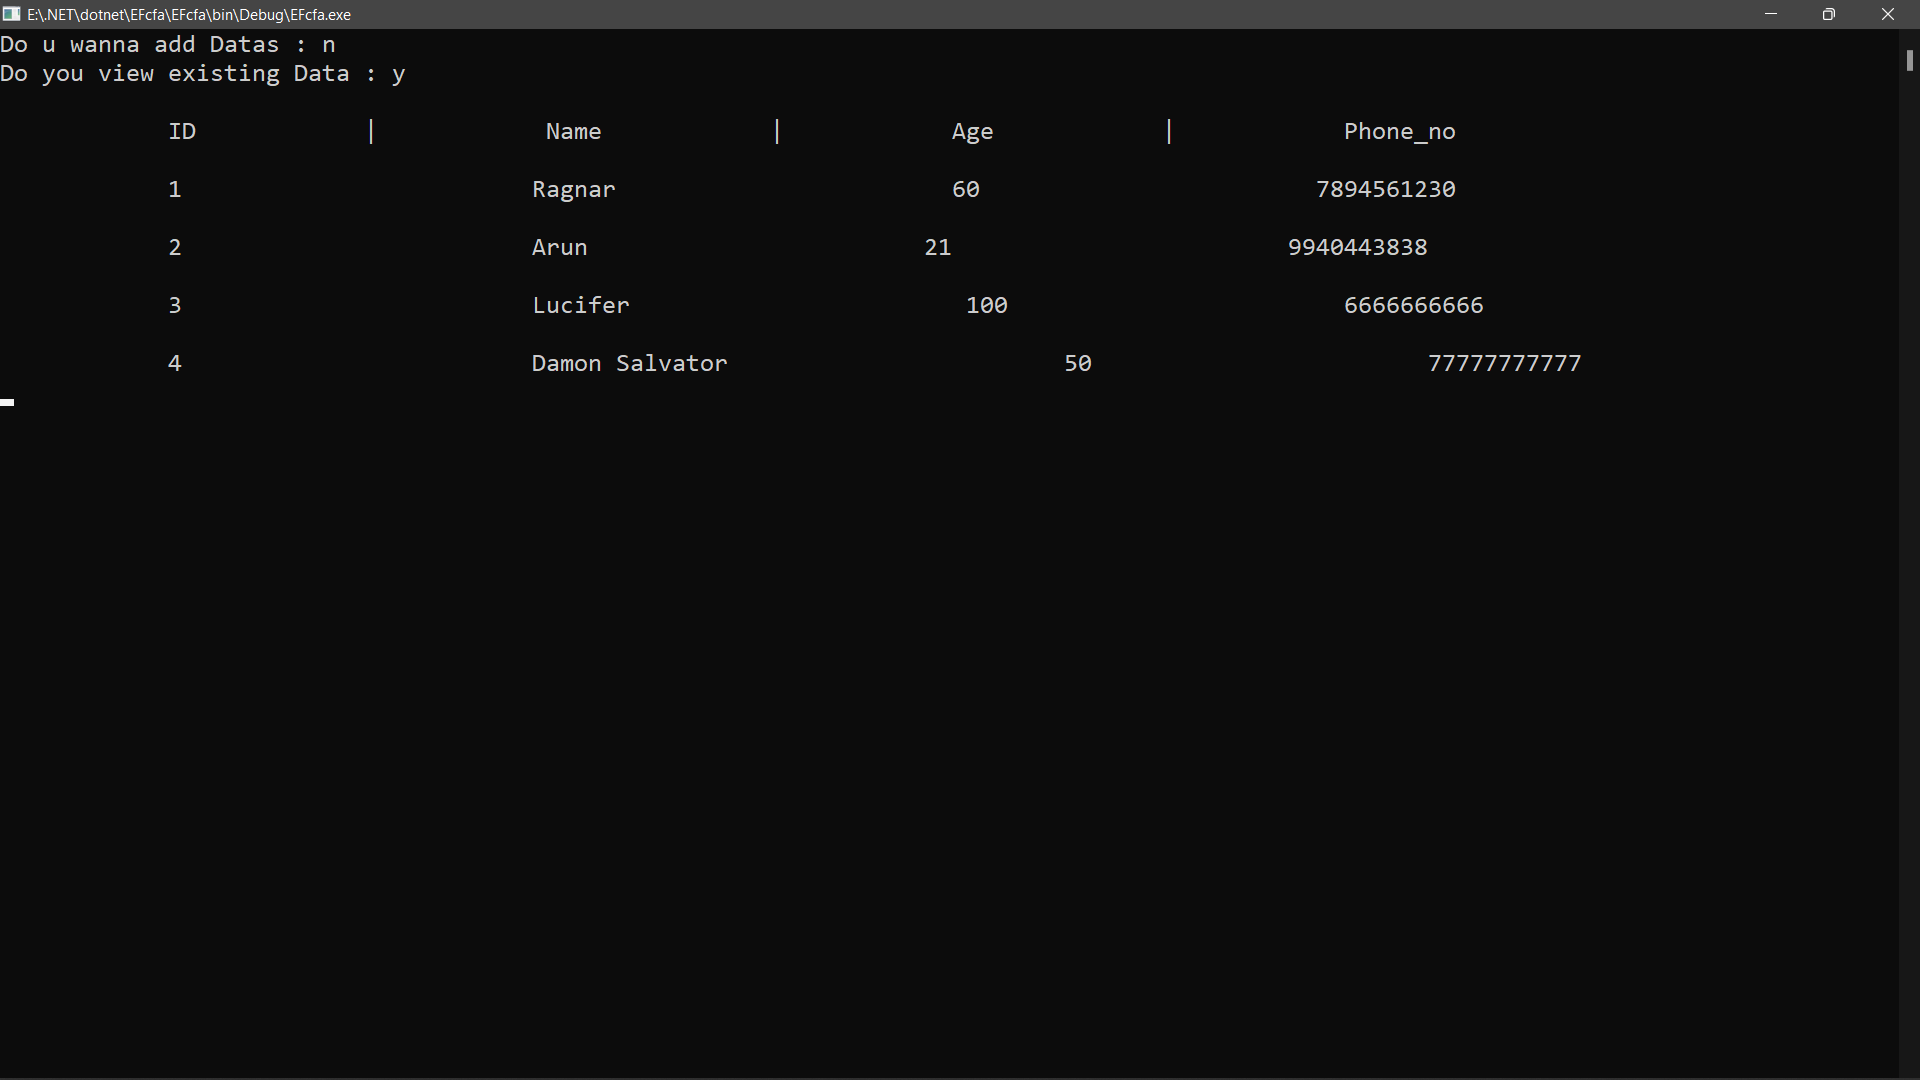 E:\.NET\dotnet\EFcfa\EFcfa\bin\Debug\EFcfa.exe
Do u wanna add Datas : n
Do you view existing Data : y
ID | Name | Age | Phone_no
1 Ragnar 60 7894561230
2 Arun 21 9940443838
3 Lucifer 100 6666666666
4 Damon Salvator 50 77777777777